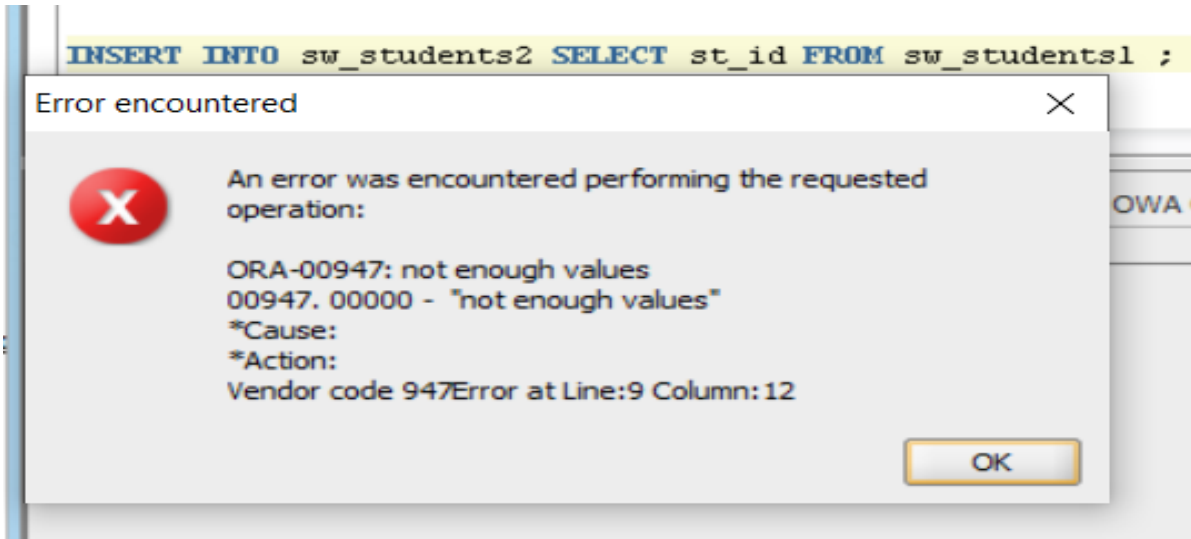 INSERT INTO sw_students2 SELECT st_id FROM sw_students1 ;
Error encountered
An error was encountered performing the requested
operation:
OWA
ORA-00947: not enough values
00947. 00000 - "not enough values"
*Cause:
*Action:
Vendor code 947Error at Line:9 Column:12
OK